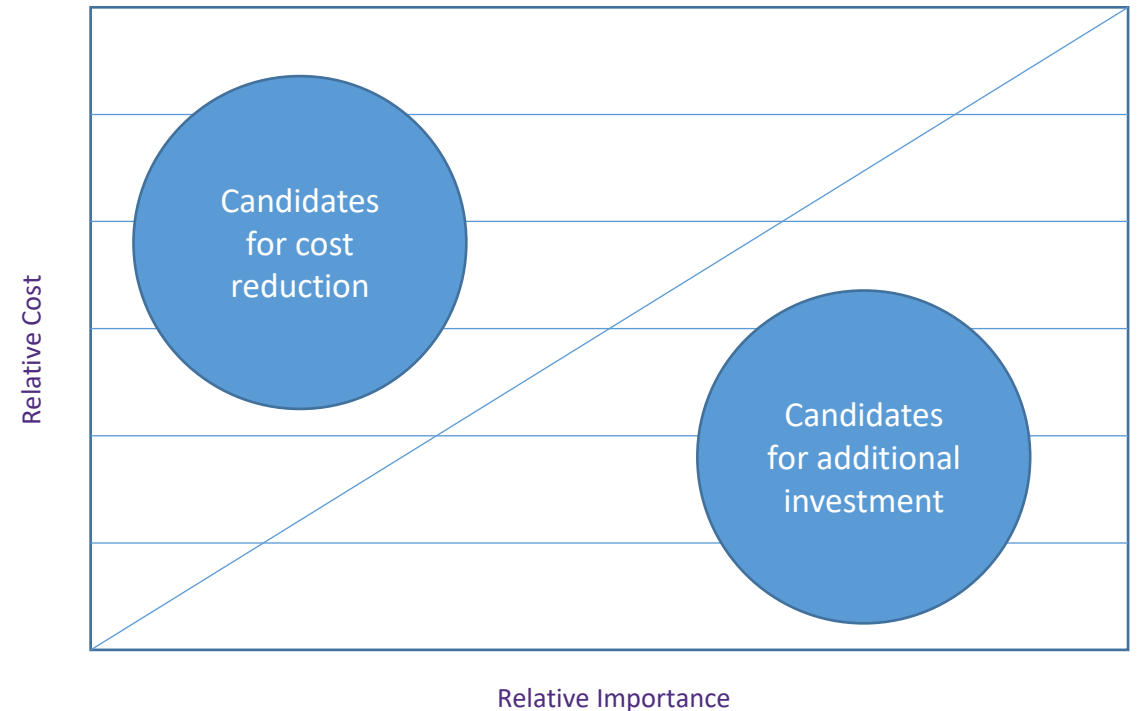 Candidates
for cost
reduction
Relative Cost
Candidates
for additional
investment
Relative Importance